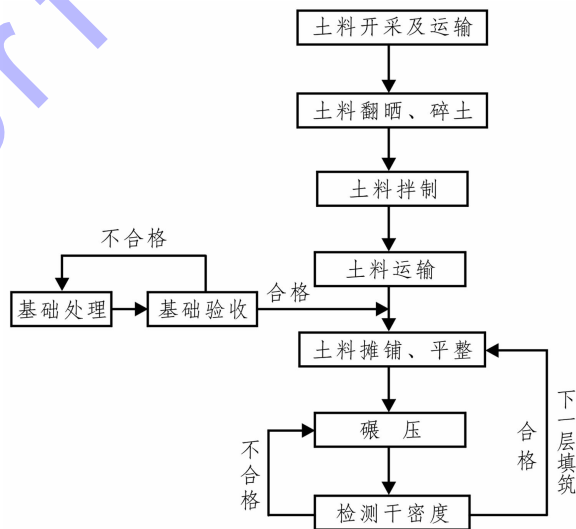 土料开采及运输
土料翻晒、碎土
土料拌制
土料运输
不合格
基础处理
基础验收
合格
土料摊铺、平整
碾 压
不合格
检测干密度
合格
下一层填筑